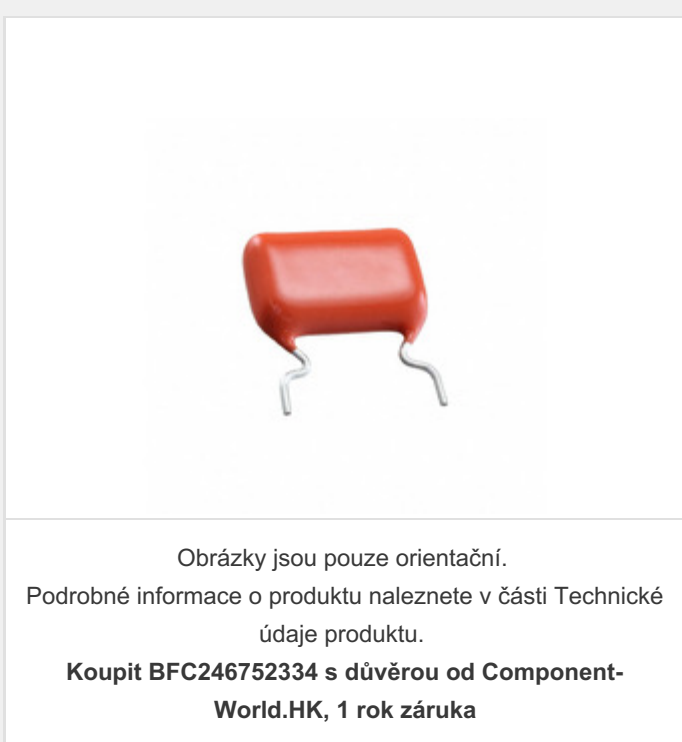 Obrázky jsou pouze orientační.
Podrobné informace o produktu naleznete v části Technické
údaje produktu.
Koupit BFC246752334 s důvěrou od Component-
World.HK, 1 rok záruka